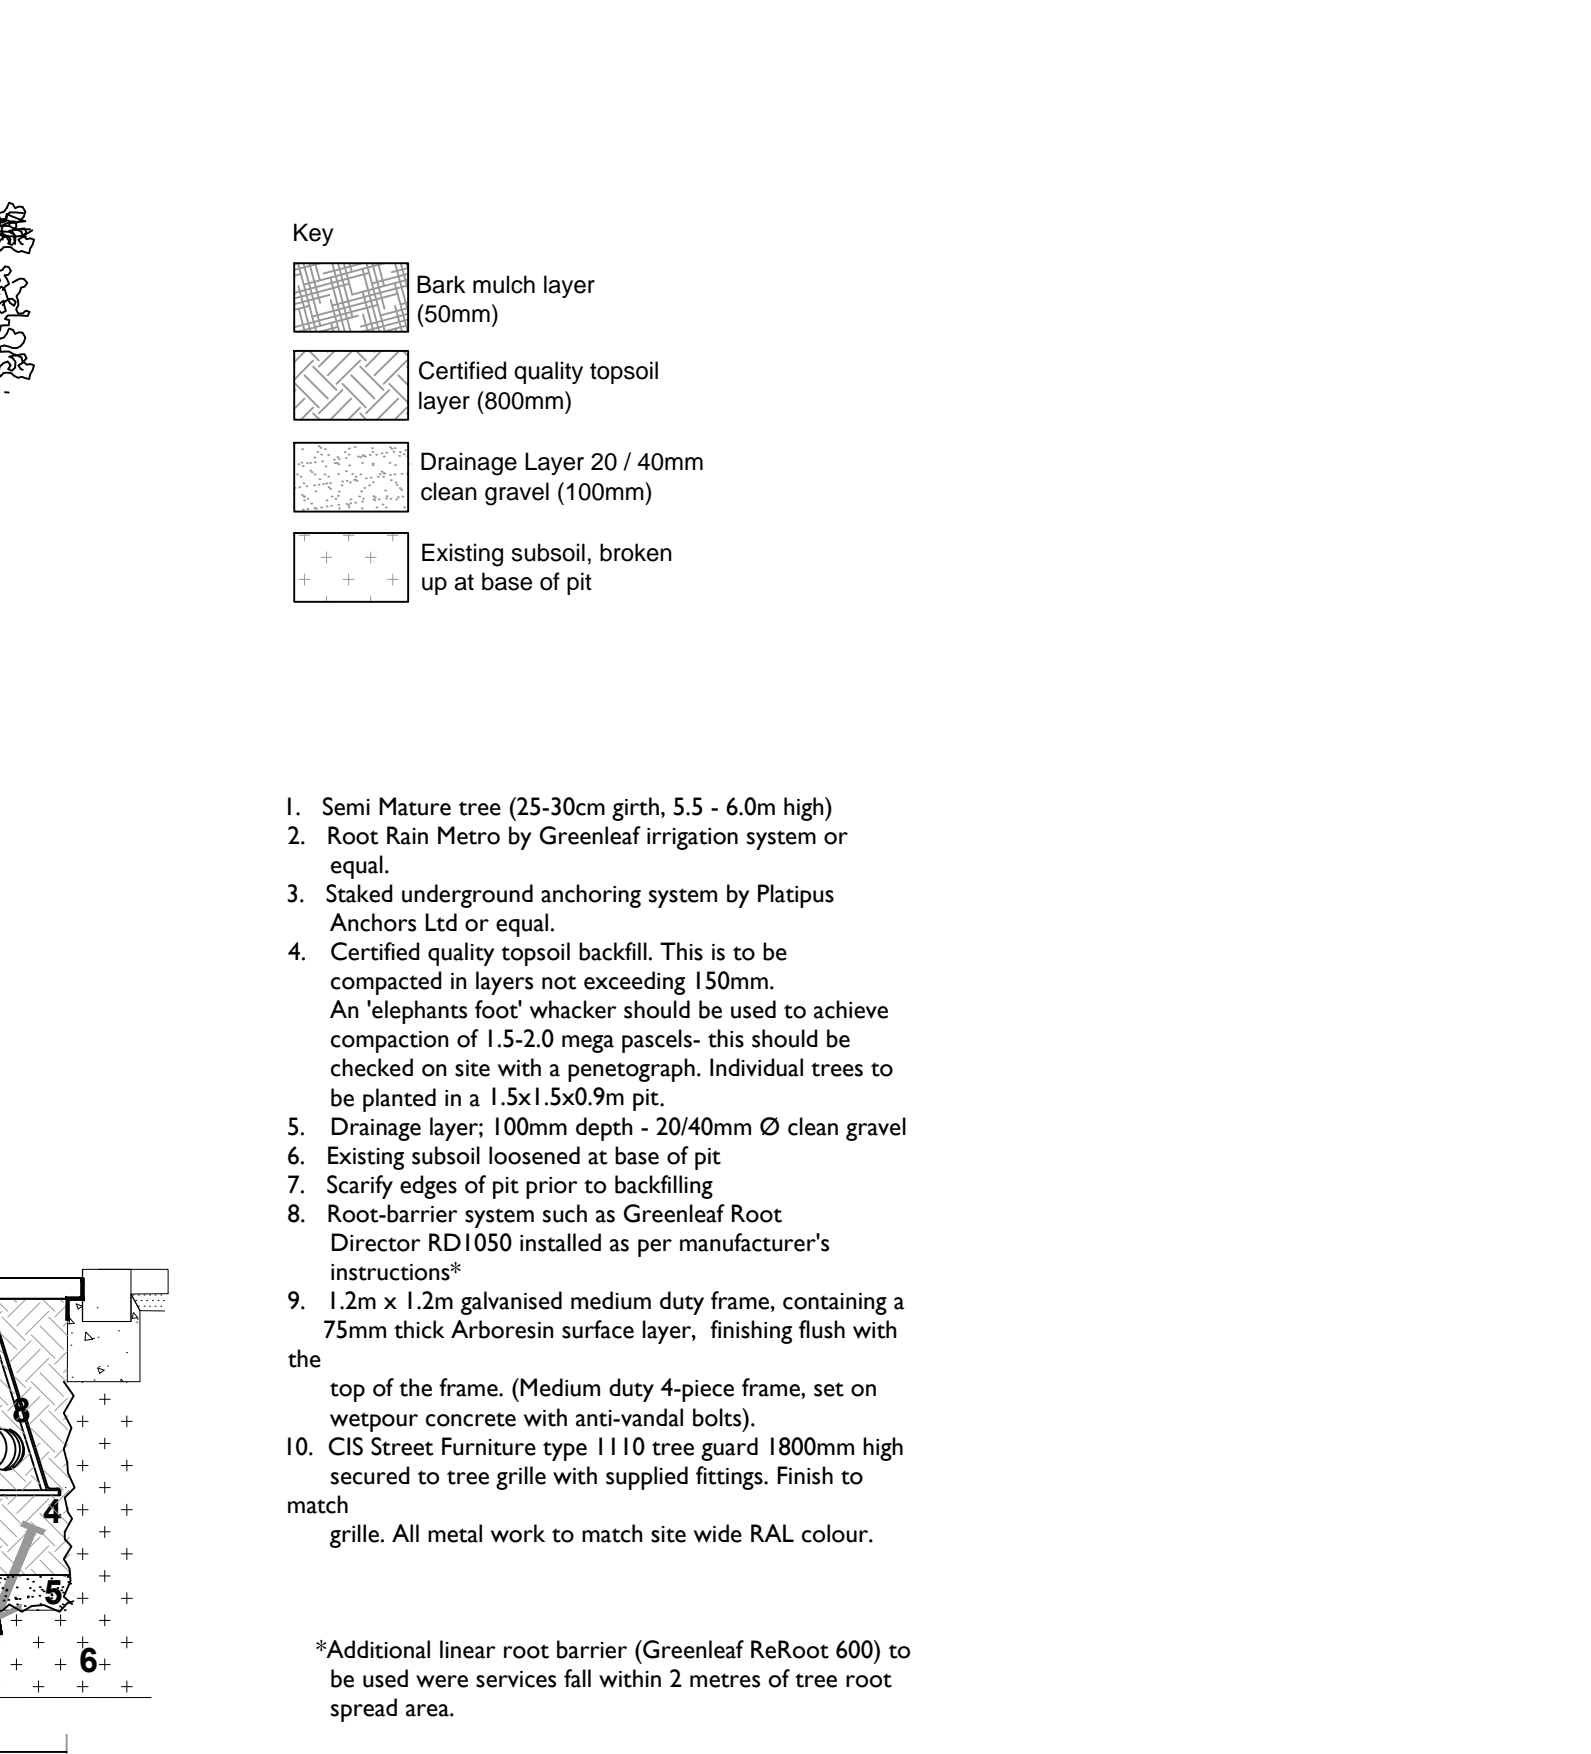 Key
Bark mulch layer
(50mm)
Certified quality topsoil
layer (800mm)
Drainage Layer 20 / 40mm
clean gravel (100mm)
Existing subsoil, broken
up at base of pit
1. Semi Mature tree (25-30cm girth, 5.5 - 6.0m high)
2. Root Rain Metro by Greenleaf irrigation system or
equal.
3. Staked underground anchoring system by Platipus
Anchors Ltd or equal.
4. Certified quality topsoil backfill. This is to be
compacted in layers not exceeding 150mm.
An 'elephants foot' whacker should be used to achieve
compaction of 1.5-2.0 mega pascels- this should be
checked on site with a penetograph. Individual trees to
be planted in a 1.5x1.5x0.9m pit.
5. Drainage layer; 100mm depth - 20/40mm Ø clean gravel
6. Existing subsoil loosened at base of pit
7. Scarify edges of pit prior to backfilling
8. Root-barrier system such as Greenleaf Root
Director RD1050 installed as per manufacturer's
instructions*
9. 1.2m x 1.2m galvanised medium duty frame, containing a
75mm thick Arboresin surface layer, finishing flush with
the
top of the frame. (Medium duty 4-piece frame, set on
wetpour concrete with anti-vandal bolts).
10. CIS Street Furniture type 1110 tree guard 1800mm high
secured to tree grille with supplied fittings. Finish to
match
grille. All metal work to match site wide RAL colour.
*Additional linear root barrier (Greenleaf ReRoot 600) to
be used were services fall within 2 metres of tree root
spread area.
8
4
5
6